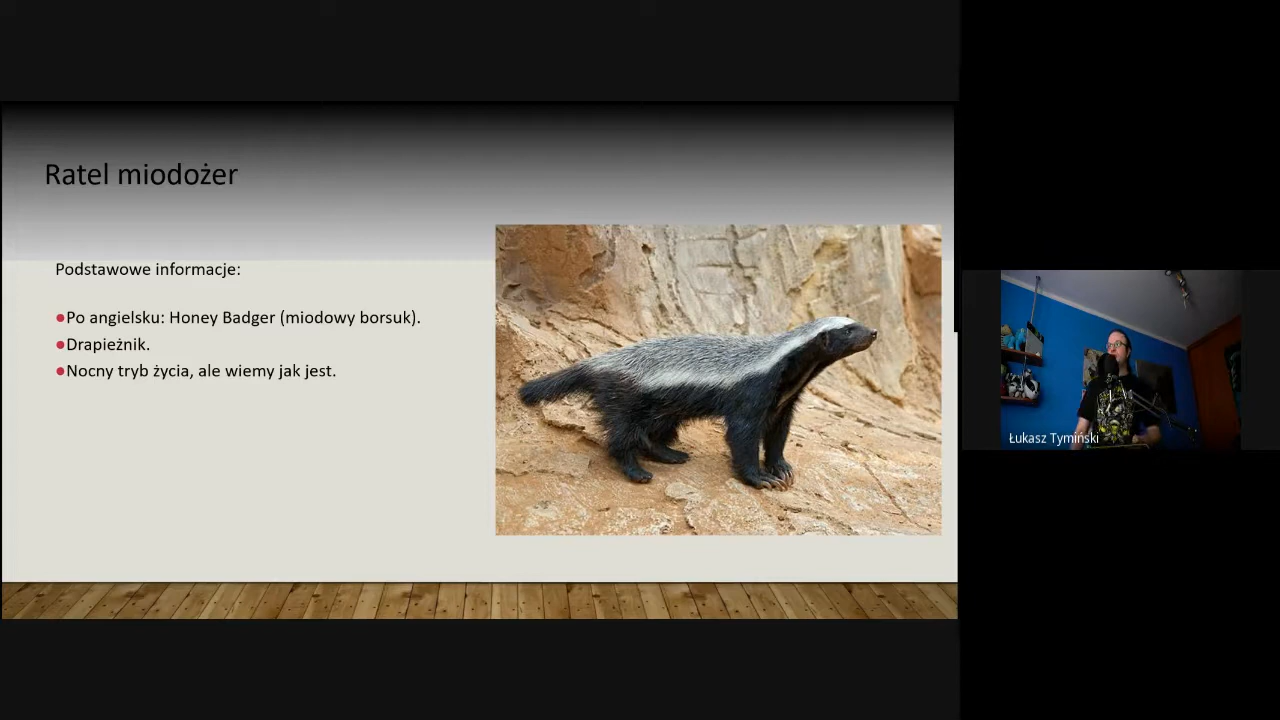 Ratel miodożer
Podstawowe informacje:
●Po angielsku: Honey Badger (miodowy borsuk).
●Drapieżnik.
●Nocny tryb życia, ale wiemy jak jest.
Łukasz Tymiński